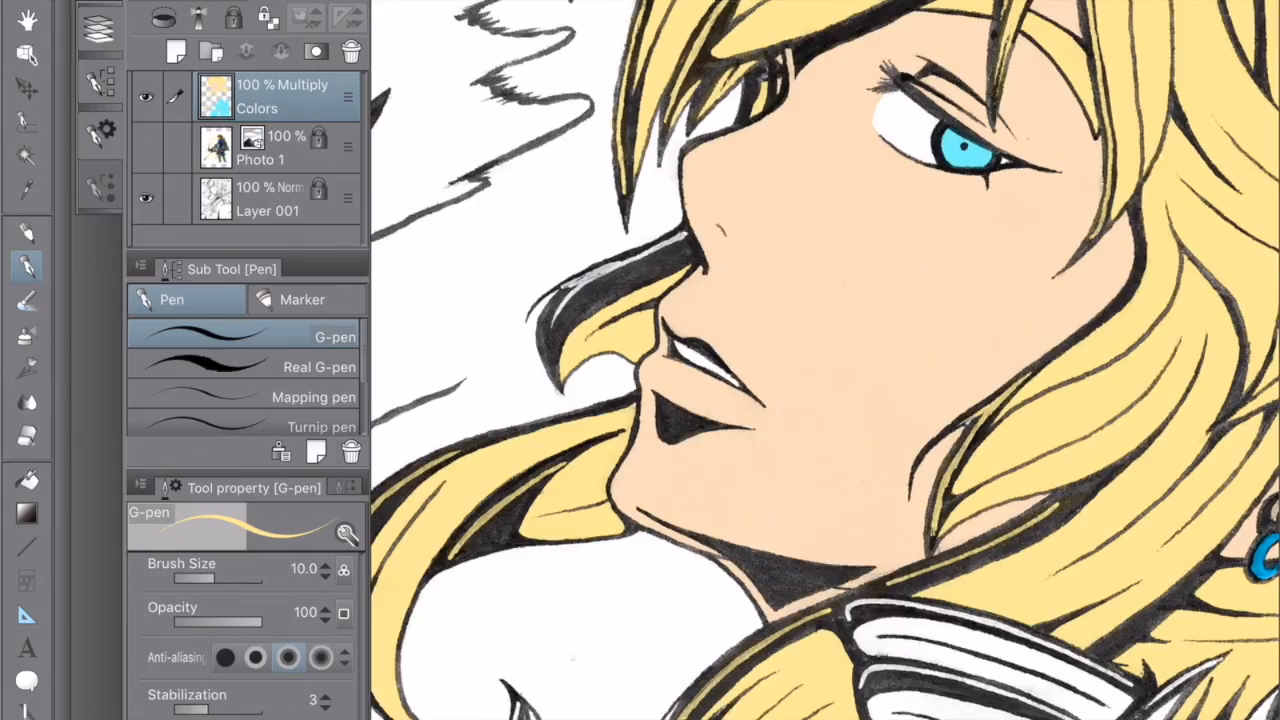 100 % Multiply
Colors
100 %
Photo 1
100 % Norm
Layer 001
Sub Tool [Pen]
Pen
Marker
G-pen
Real G-pen
Mapping pen
Turnip pen
Tool property [G-pen]
G-pen
Brush Size
10.0
Opacity
100
Anti-aliasing
Stabilization
3